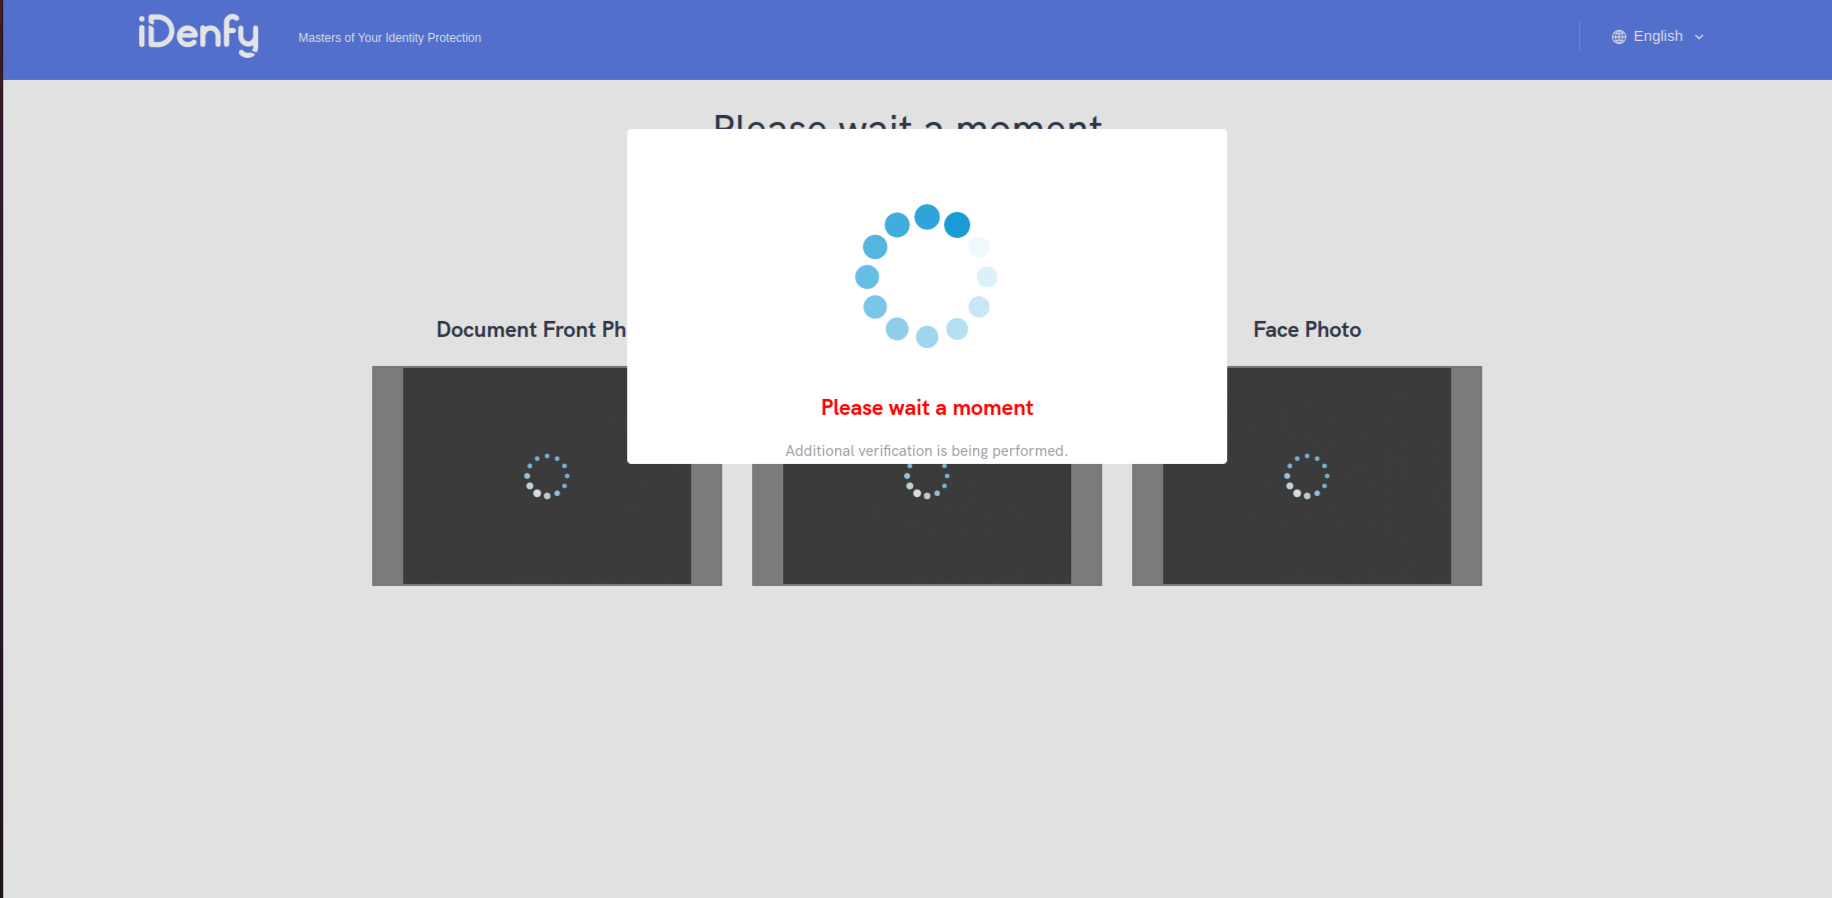 iDenfy
Masters of Your Identity Protection
English
Please wait a moment
Document Front Ph
Face Photo
Please wait a moment
Additional verification is being performed.